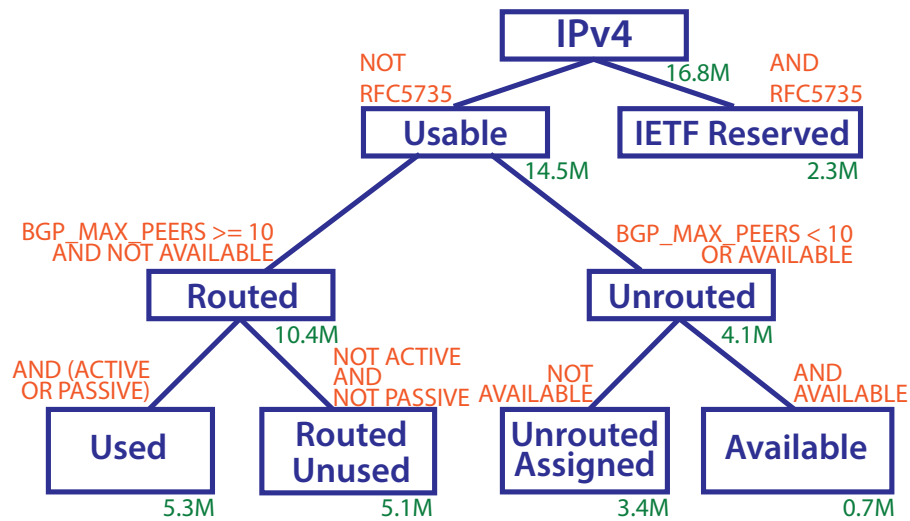 IPv4
NOT
RFC5735
16.8M
AND
RFC5735
Usable
IETF Reserved
14.5M
2.3M
BGP_MAX_PEERS >= 10
AND NOT AVAILABLE
BGP_MAX_PEERS < 10
OR AVAILABLE
Routed
Unrouted
10.4M
4.1M
AND (ACTIVE
OR PASSIVE)
NOT ACTIVE
AND
NOT PASSIVE
NOT
AVAILABLE
AND
AVAILABLE
Used
Routed
Unused
Unrouted
Assigned
Available
5.3M
5.1M
3.4M
0.7M